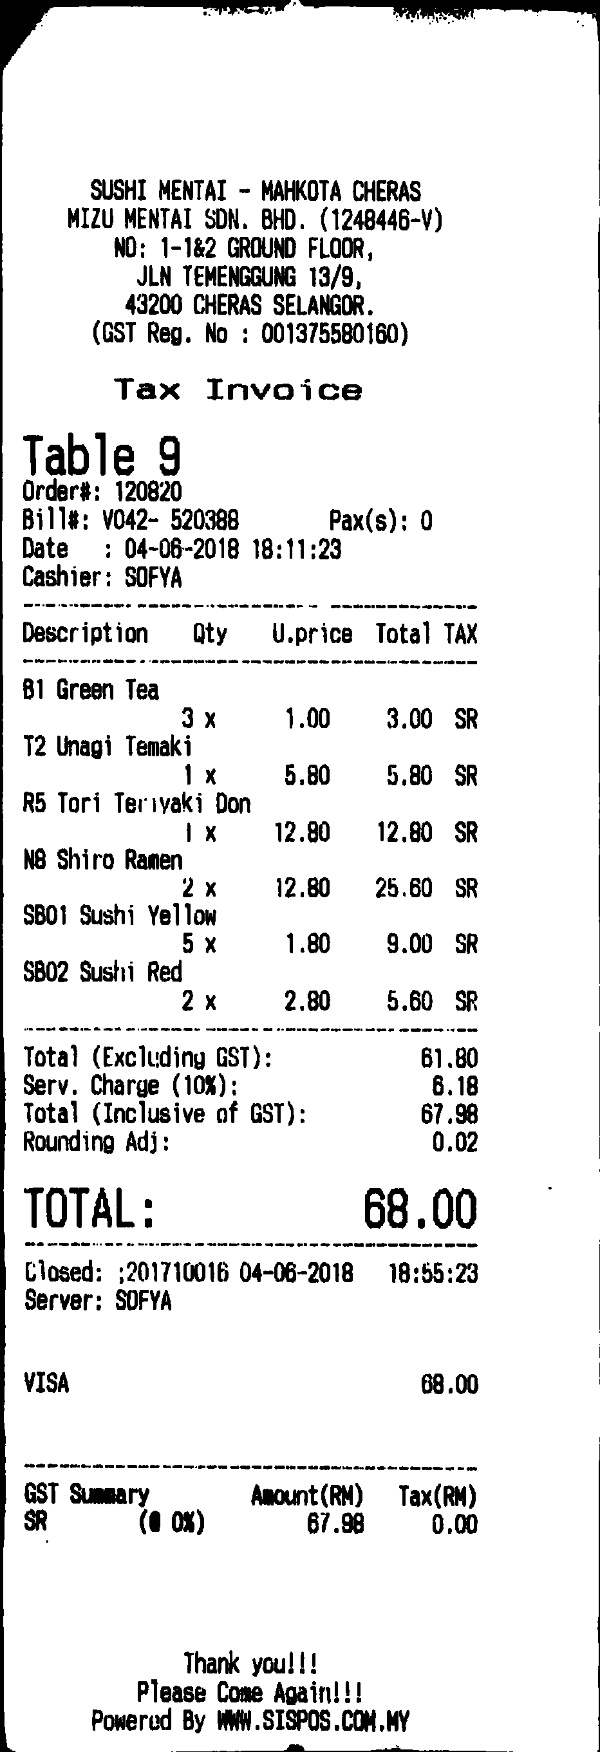 SUSHI MENTAI - MAHKOTA CHERAS
MIZU MENTAI SDN. BHD. (1248446-V)
NO: 1-1&2 GROUND FLOOR,
JLN TEMENGGUNG 13/9,
43200 CHERAS SELANGOR.
(GST Reg. No : 001375580160)
Tax Invoice
Table 9
Order#: 120820
Bill#: V042- 520388 Pax(s): 0
Date : 04-06-2018 18:11:23
Cashier: SOFYA
Description Qty U.price Total TAX
B1 Green Tea
3 x 1.00 3.00 SR
T2 Unagi Temaki
1 x 5.80 5.80 SR
R5 Tori Teriyaki Don
1 x 12.80 12.80 SR
N8 Shiro Ramen
2 x 12.80 25.60 SR
SB01 Sushi Yellow
5 x 1.80 9.00 SR
SB02 Sushi Red
2 x 2.80 5.60 SR
Total (Excluding GST): 61.80
Serv. Charge (10%): 6.18
Total (Inclusive of GST): 67.98
Rounding Adj: 0.02
TOTAL: 68.00
Closed: ;201710016 04-06-2018 18:55:23
Server: SOFYA
VISA 68.00
GST Summary Amount(RM) Tax(RM)
SR (@ 0%) 67.98 0.00
Thank you!!!
Please Come Again!!!
Powered By WWW.SISPOS.COM.MY